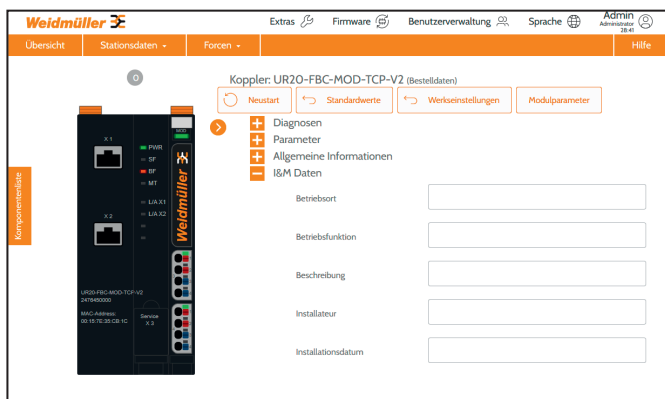 Weidmüller
Extras Firmware Benutzerverwaltung Sprache Admin
Administrator
28:41
Übersicht Stationsdaten Forcen Hilfe
0
Koppler: UR20-FBC-MOD-TCP-V2 (Bestelldaten)
Neustart Standardwerte Werkseinstellungen Modulparameter
Diagnosen
Parameter
Allgemeine Informationen
I&M Daten
Betriebsort
Betriebsfunktion
Beschreibung
Installateur
Installationsdatum
Komponentenliste
X 1
MOD
PWR
SF
BF
MT
L/A X1
L/A X2
X 2
Weidmüller
UR20-FBC-MOD-TCP-V2
2476450000
MAC-Address:
00:15:7E:35:CB:1C
Service
X 3